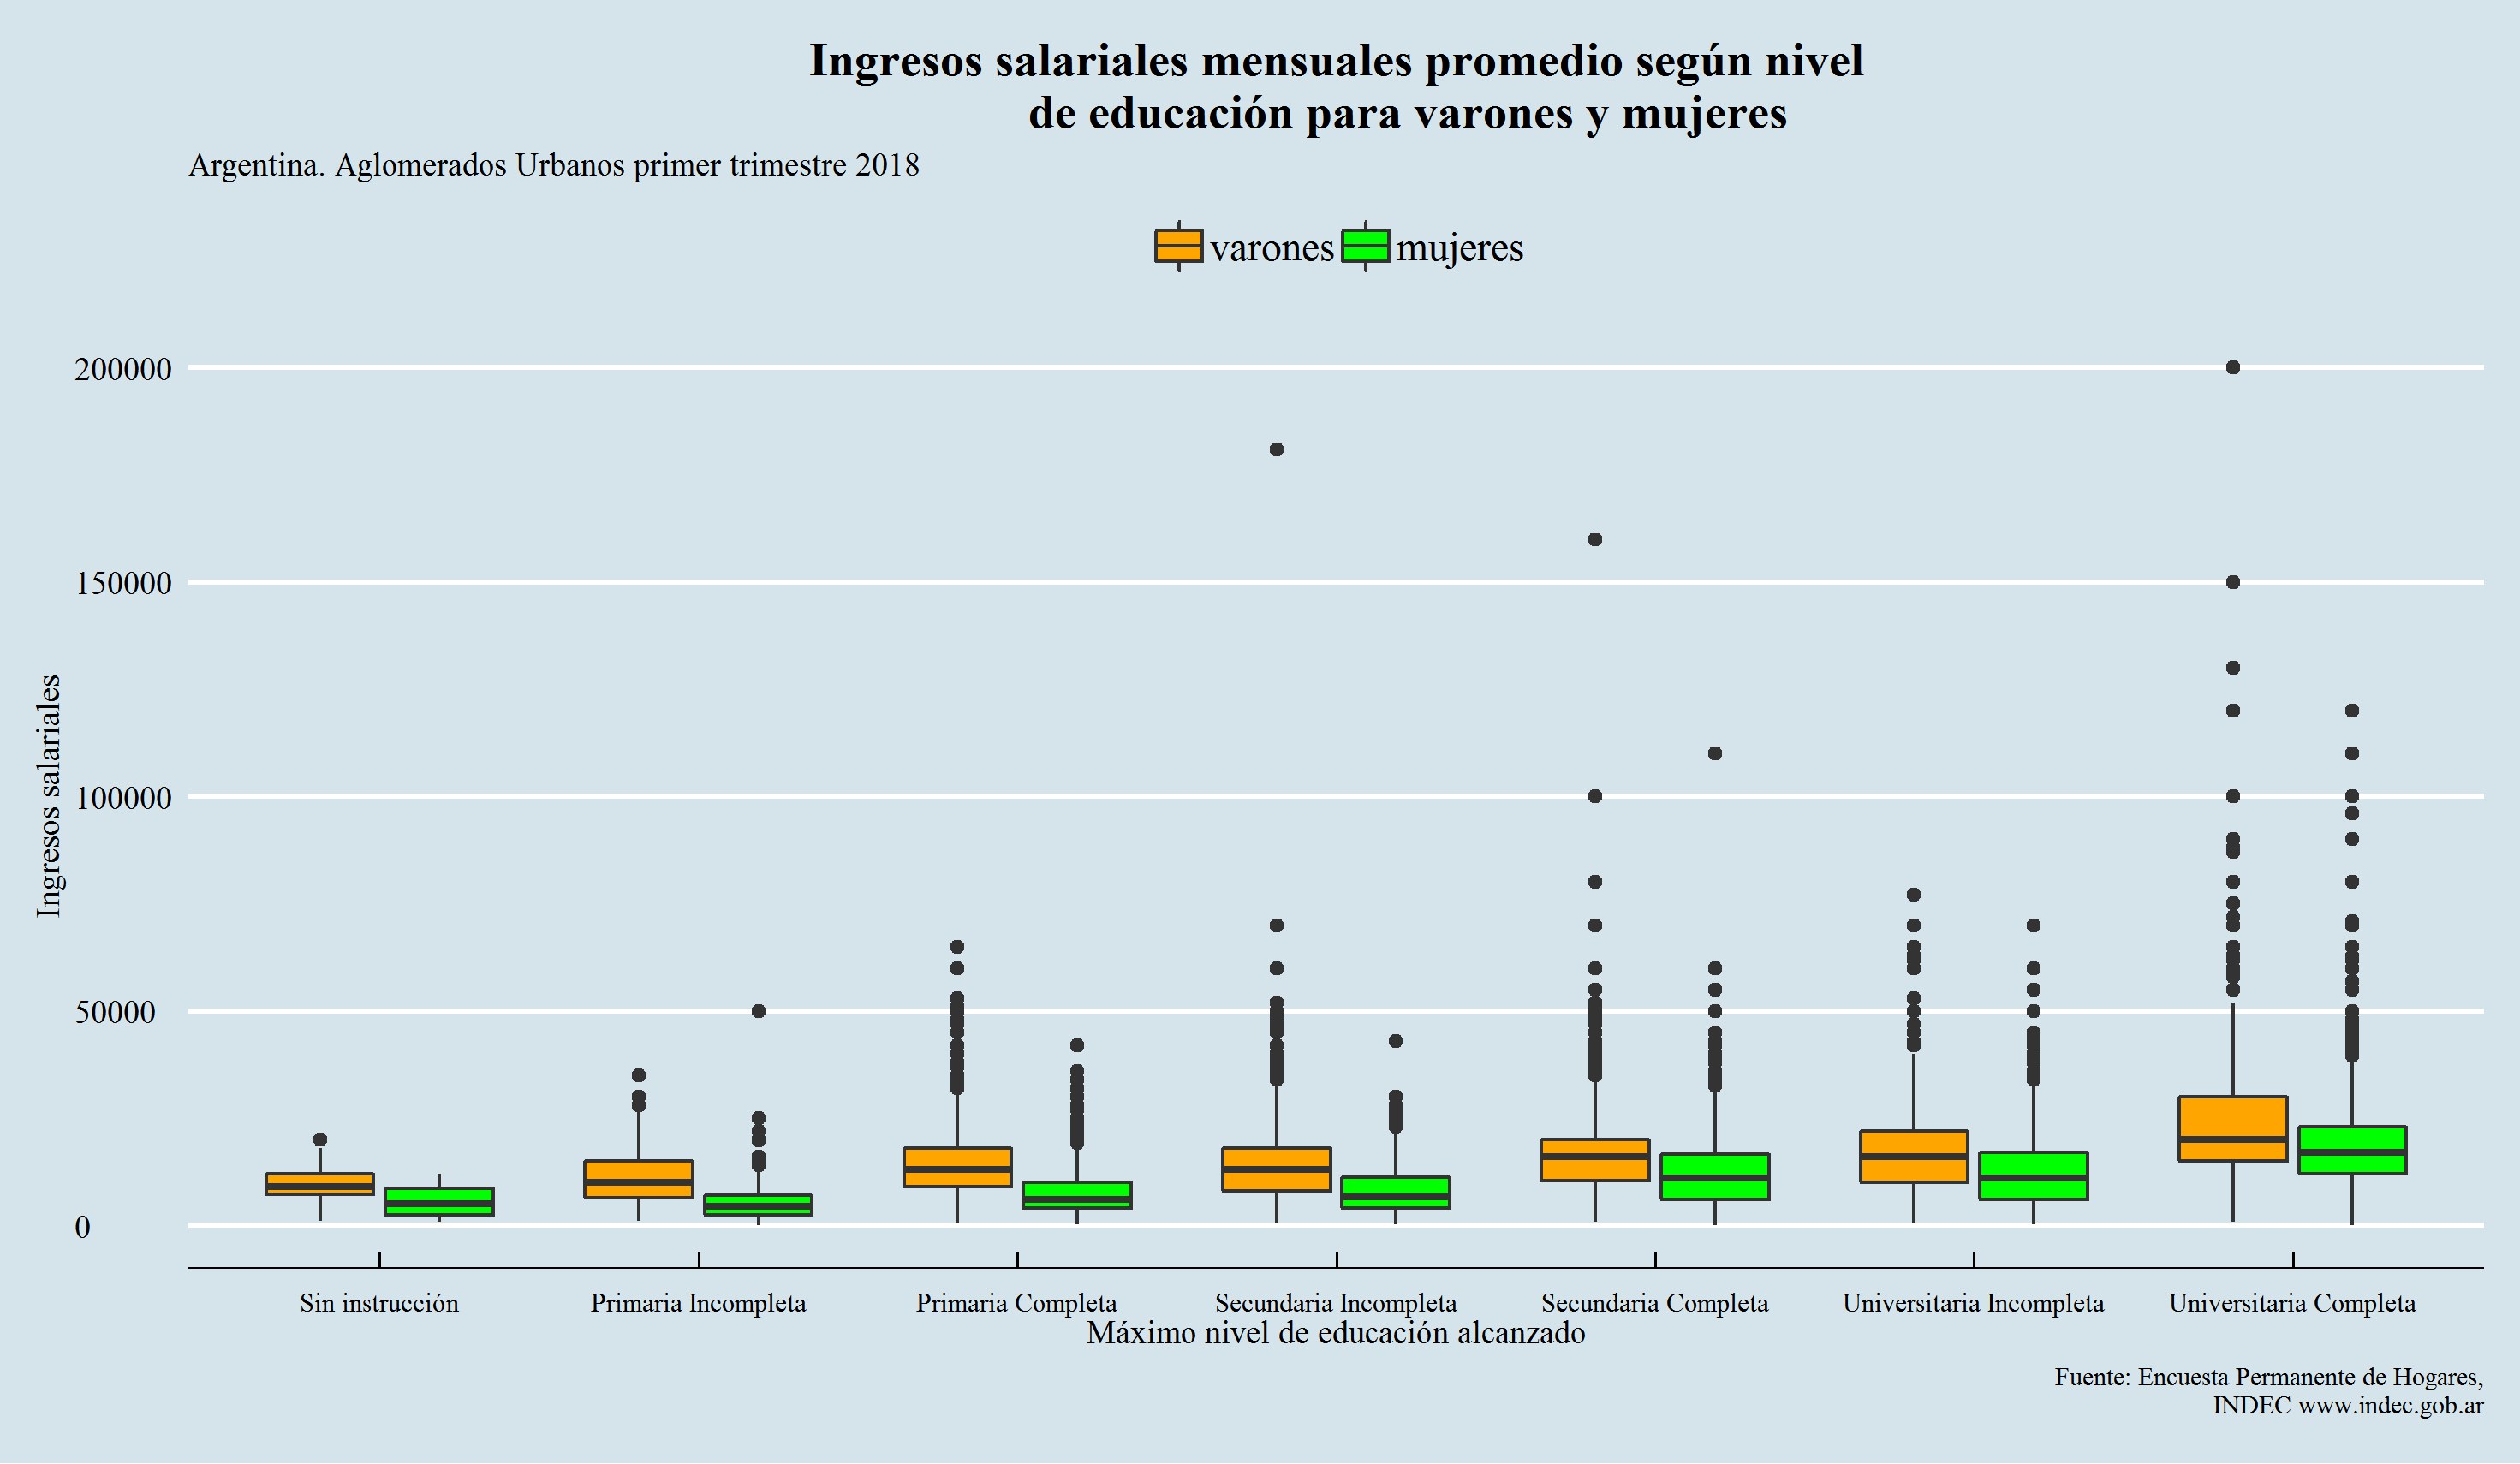 Ingresos salariales mensuales promedio según nivel
de educación para varones y mujeres
Argentina. Aglomerados Urbanos primer trimestre 2018
varones mujeres
200000
150000
100000
50000
0
Ingresos salariales
Sin instrucción Primaria Incompleta Primaria Completa Secundaria Incompleta Secundaria Completa Universitaria Incompleta Universitaria Completa
Máximo nivel de educación alcanzado
Fuente: Encuesta Permanente de Hogares,
INDEC www.indec.gob.ar